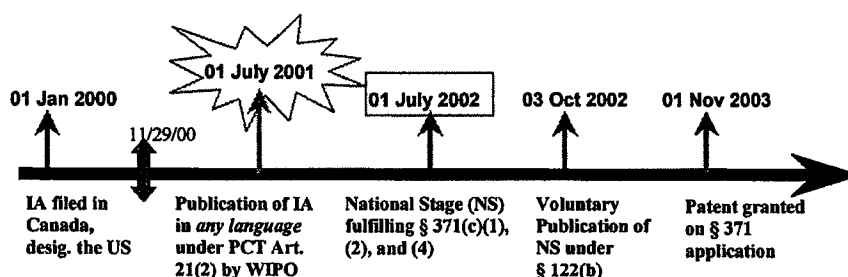 01 Jan 2000
11/29/00
01 July 2001
01 July 2002
03 Oct 2002
01 Nov 2003
IA filed in
Canada,
desig. the US
Publication of IA
in any language
under PCT Art.
21(2) by WIPO
National Stage (NS)
fulfilling § 371(c)(1),
(2), and (4)
Voluntary
Publication of
NS under
§ 122(b)
Patent granted
on § 371
application